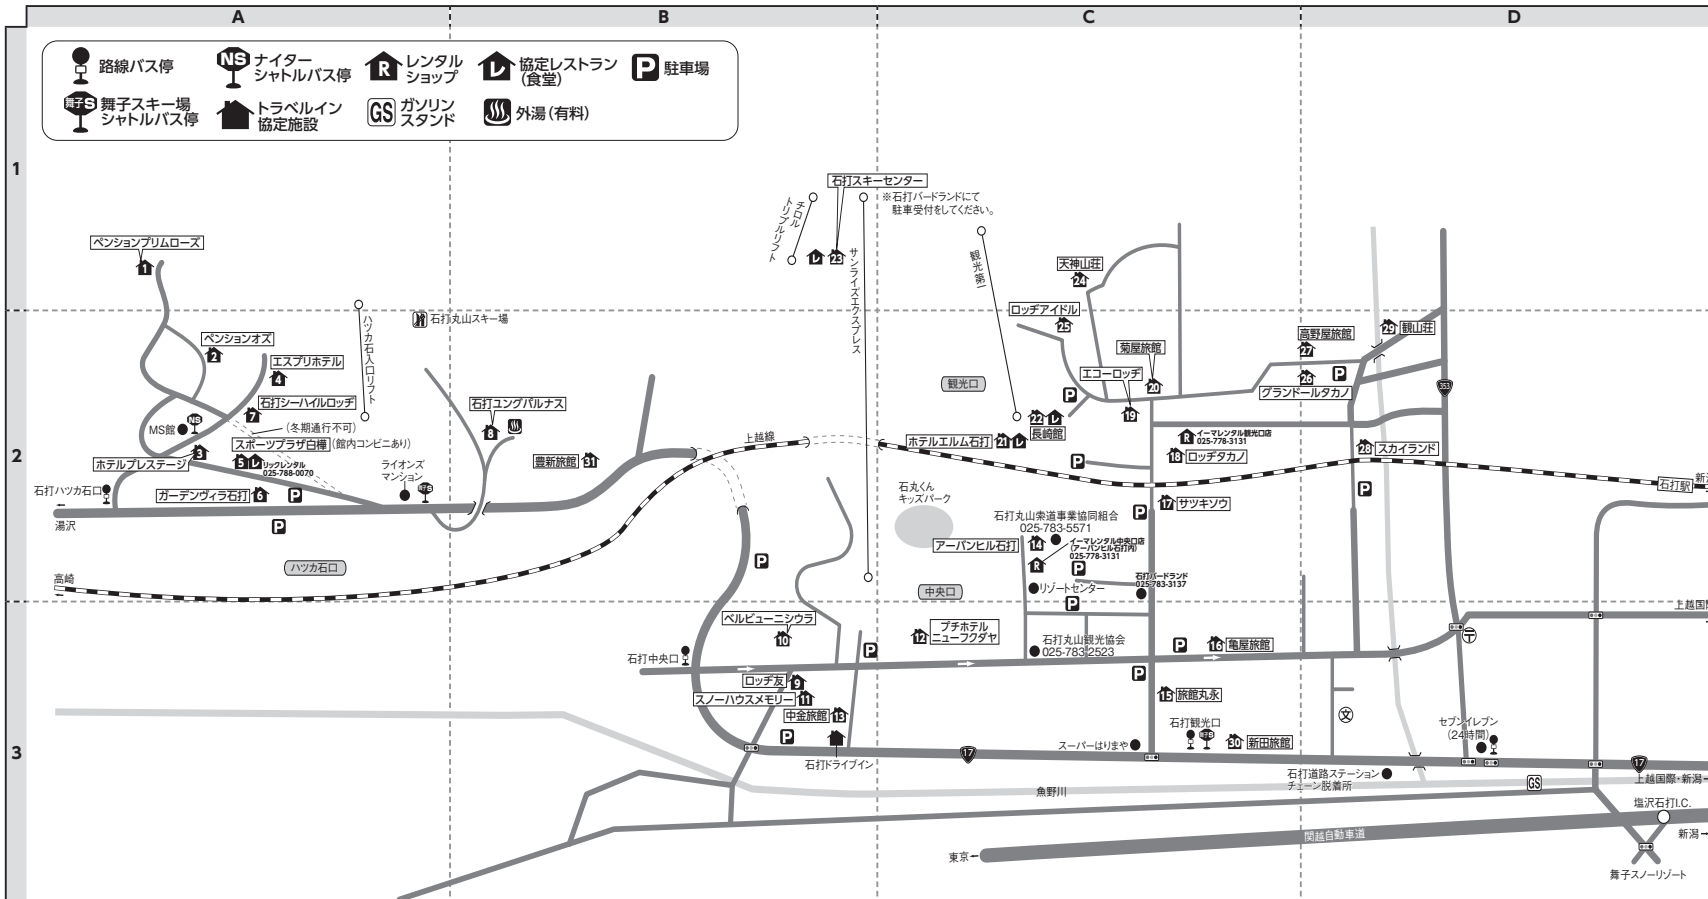 A
B
C
D
1
2
3
路線バス停
NS
ナイター
シャトルバス停
R
レンタル
ショップ
レ
協定レストラン
(食堂)
P
駐車場
舞子S
舞子スキー場
シャトルバス停
トラベルイン
協定施設
GS
ガソリン
スタンド
外湯(有料)
石打スキーセンター
※石打バードランドにて
駐車受付をしてください。
チロル
トリプルリフト
レ
23
サンライズエクスプレス
観光第一
ペンションプリムローズ
1
天神山荘
24
ロッヂアイドル
25
ハツカ石入口リフト
石打丸山スキー場
ペンションオズ
2
エスプリホテル
4
石打シーハイルロッヂ
7
(冬期通行不可)
MS館
NS
スポーツプラザ白樺
(館内コンビニあり)
3
ホテルプレステージ
5
レ
リックレンタル
025-788-0070
ライオンズ
マンション
舞子S
石打ハツカ石口
ガーデンヴィラ石打
6
P
P
湯沢
ハツカ石口
高崎
石打ユングパルナス
8
豊新旅館
31
上越線
観光口
菊屋旅館
20
エコーロッヂ
19
P
22
レ
長崎館
ホテルエルム石打
21
レ
R
イーマレンタル観光口店
025-778-3131
18
ロッヂタカノ
P
高野屋旅館
27
29
観山荘
26
P
グランドールタカノ
353
28
スカイランド
P
石打駅
新潟
石丸くん
キッズパーク
17
サツキソウ
P
石打丸山索道事業協同組合
025-783-5571
アーバンヒル石打
14
R
イーマレンタル中央口店
(アーバンヒル石打内)
025-778-3131
P
石打バードランド
025-783-3137
中央口
リゾートセンター
P
P
ベルビューニシウラ
10
12
プチホテル
ニューフクダヤ
石打丸山観光協会
025-783-2523
P
P
16
亀屋旅館
P
上越国際
〒
石打中央口
ロッヂ友
9
スノーハウスメモリー
11
中金旅館
13
P
石打ドライブイン
15
旅館丸永
石打観光口
舞子S
30
新田旅館
スーパーはりまや
17
文
セブンイレブン
(24時間)
石打道路ステーション
チェーン脱着所
17
上越国際・新潟
GS
魚野川
塩沢石打I.C.
関越自動車道
東京
新潟
舞子スノーリゾート